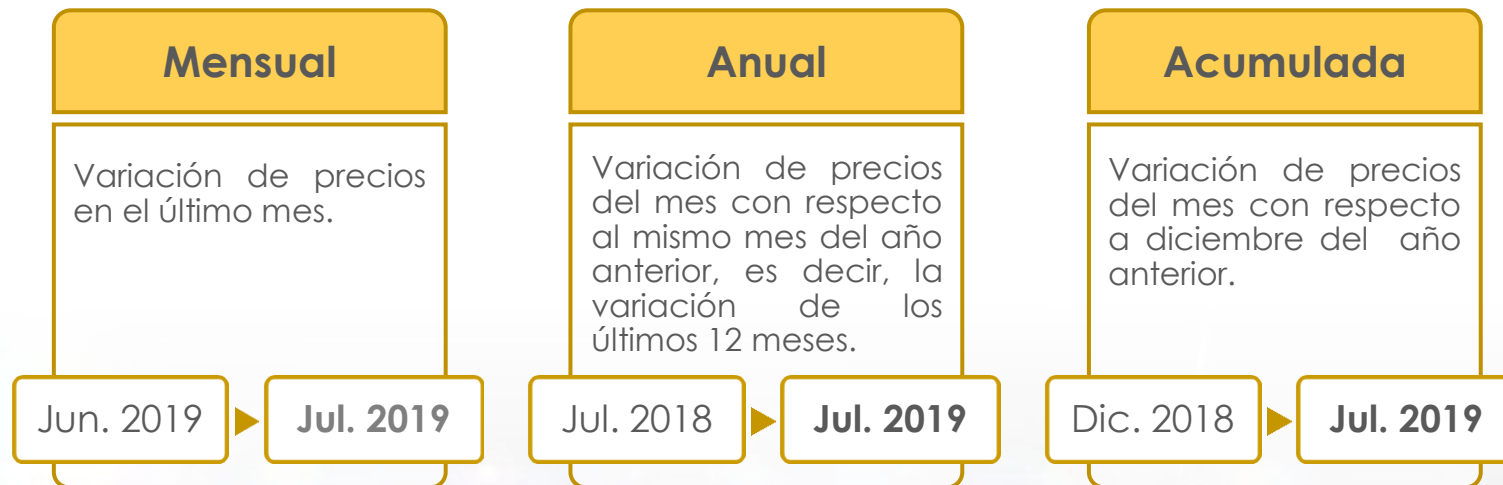 Mensual
Variación de precios
en el último mes.
Jun. 2019
Jul. 2019
Anual
Variación de precios
del mes con respecto
al mismo mes del año
anterior, es decir, la
variación de los
últimos 12 meses.
Jul. 2018
Jul. 2019
Acumulada
Variación de precios
del mes con respecto
a diciembre del año
anterior.
Dic. 2018
Jul. 2019